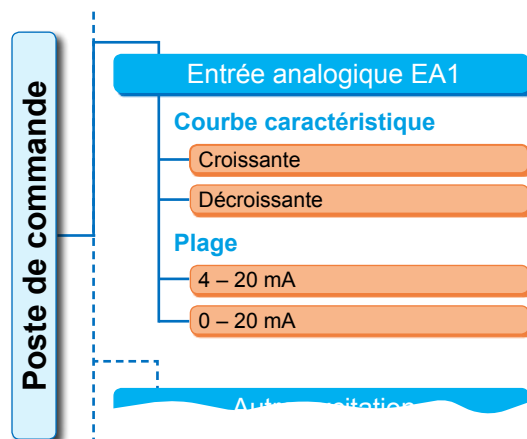 Poste de commande
Entrée analogique EA1
Courbe caractéristique
Croissante
Décroissante
Plage
4 – 20 mA
0 – 20 mA